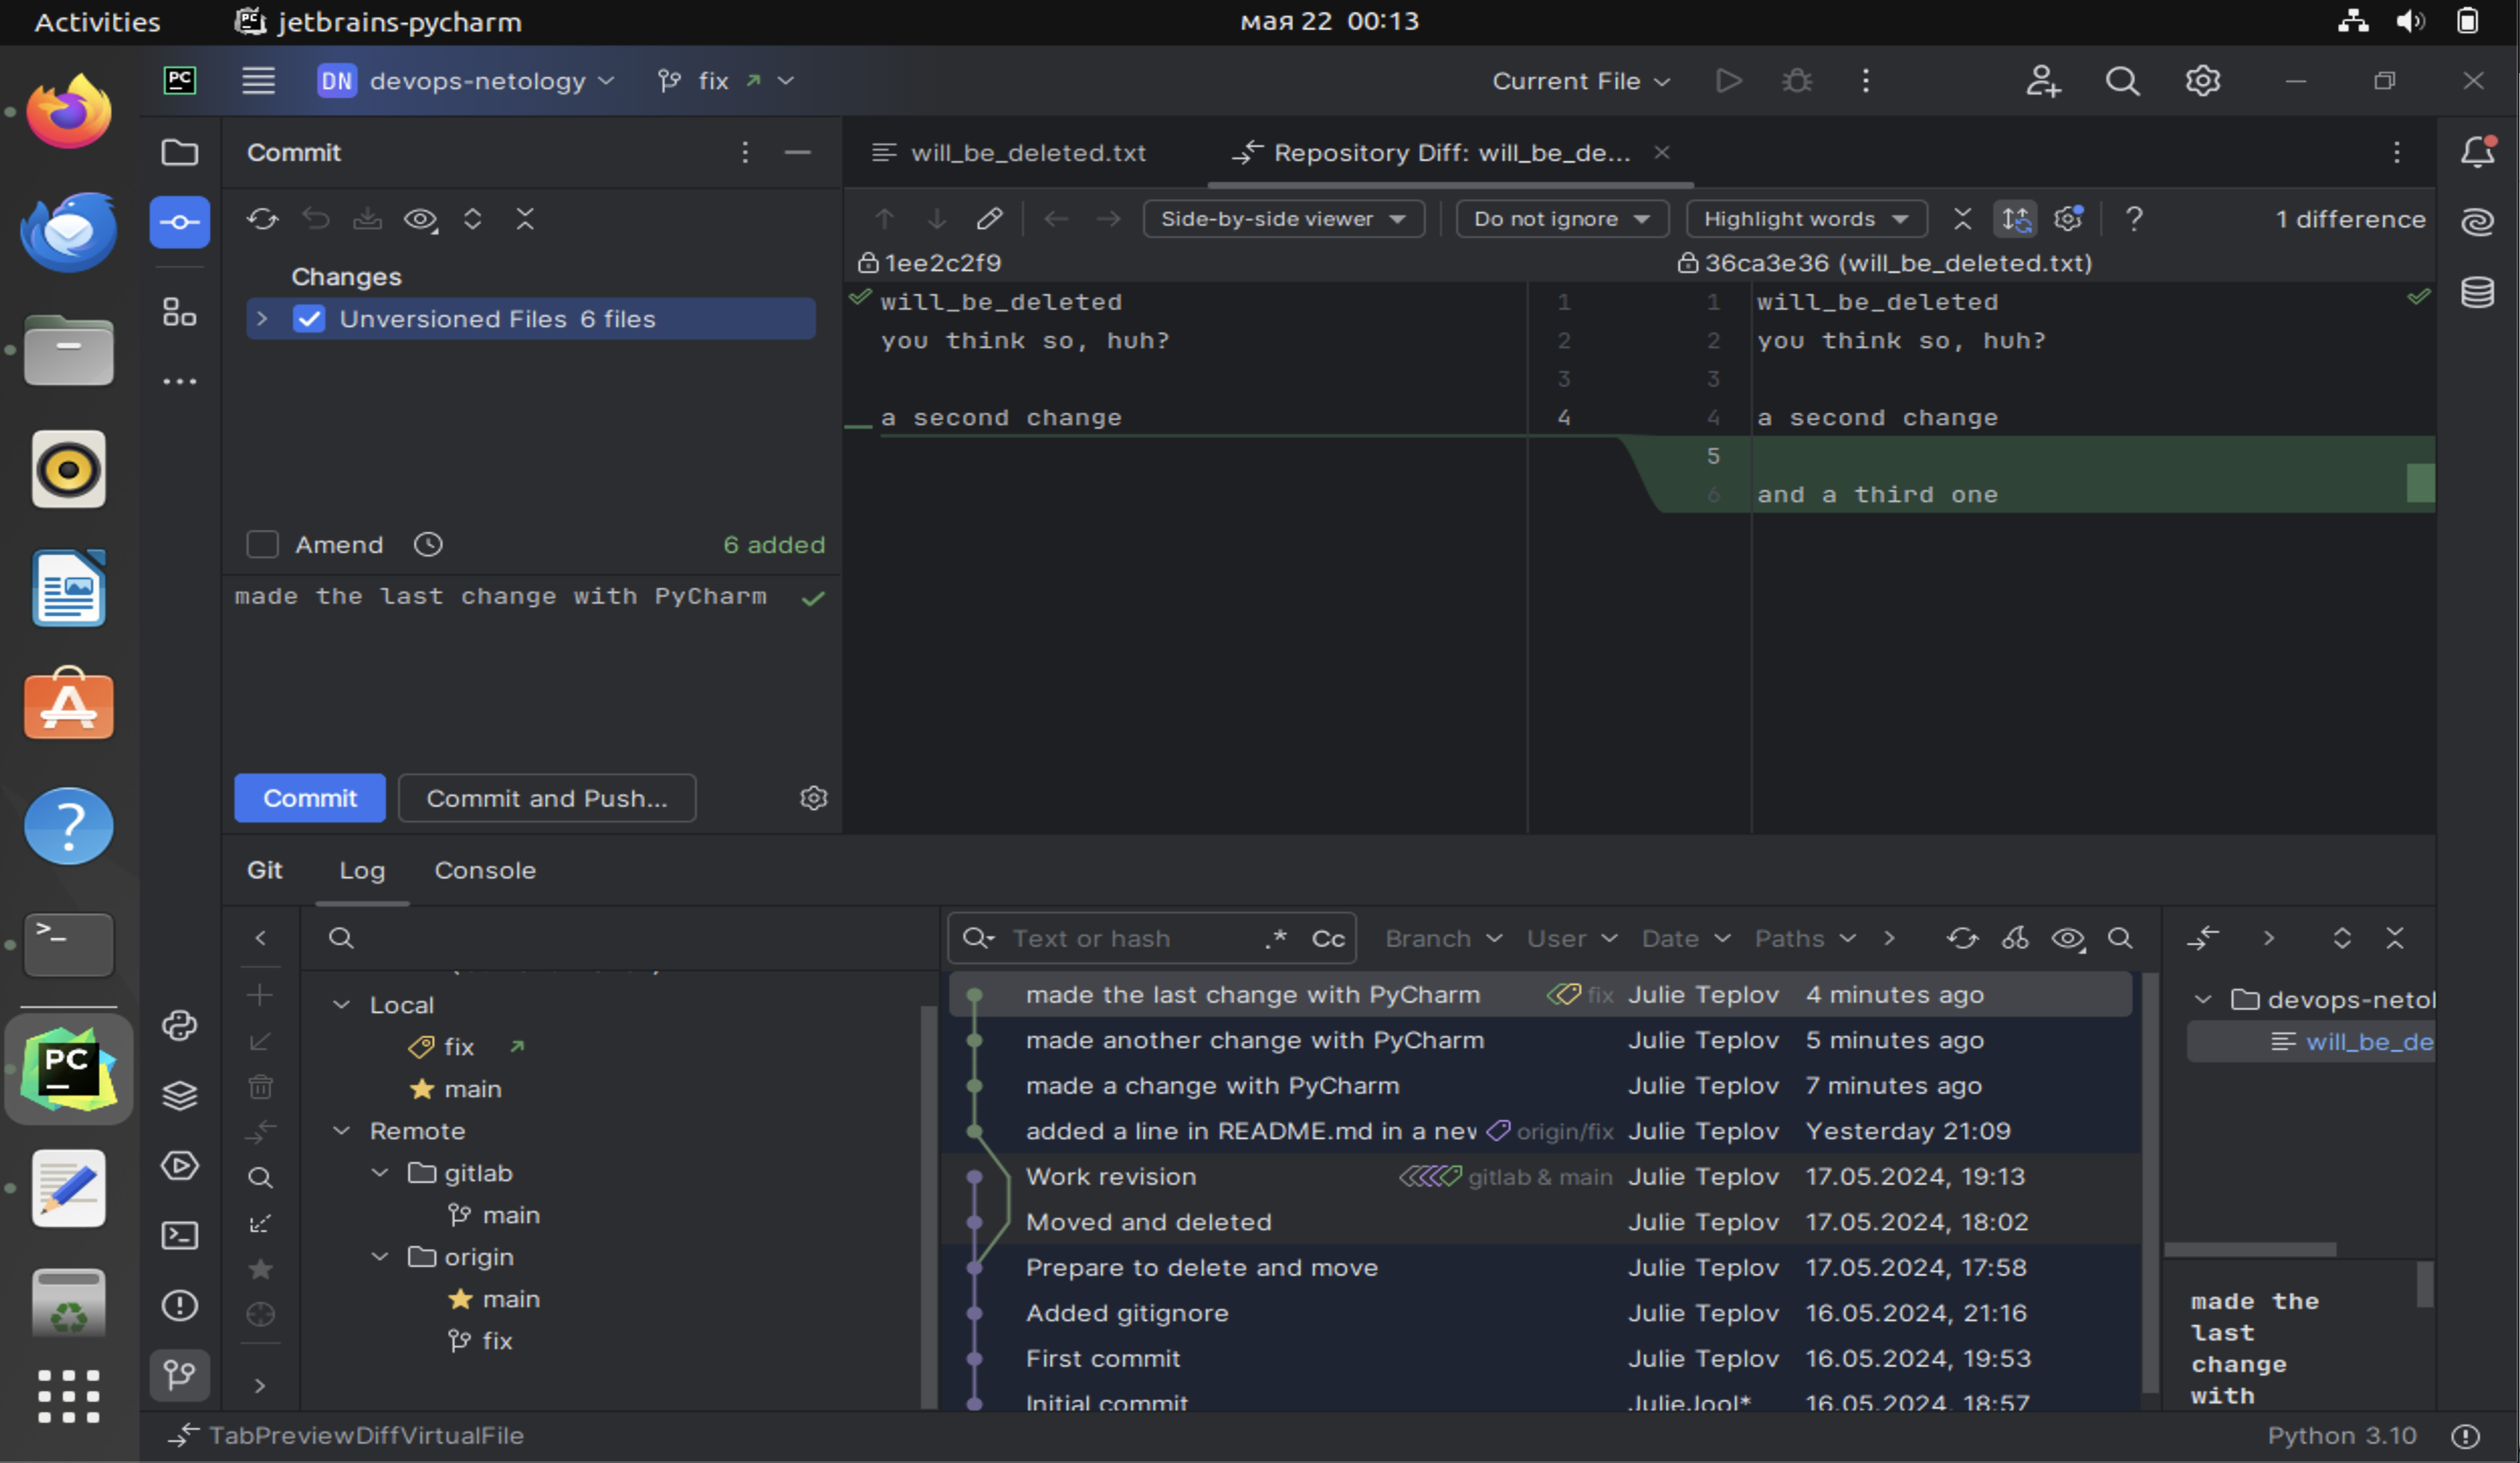 Activities
jetbrains-pycharm
мая 22 00:13
PC
DN devops-netology
fix
Current File
Commit
Changes
Unversioned Files 6 files
Amend
6 added
made the last change with PyCharm
Commit
Commit and Push...
will_be_deleted.txt
Repository Diff: will_be_de...
Side-by-side viewer
Do not ignore
Highlight words
?
1 difference
1ee2c2f9
36ca3e36 (will_be_deleted.txt)
will_be_deleted 1
you think so, huh? 2
3
a second change 4
1 will_be_deleted
2 you think so, huh?
3
4 a second change
5
6 and a third one
Git
Log
Console
Local
fix
main
Remote
gitlab
main
origin
main
fix
Text or hash
.*
Cc
Branch
User
Date
Paths
made the last change with PyCharm fix Julie Teplov 4 minutes ago
made another change with PyCharm Julie Teplov 5 minutes ago
made a change with PyCharm Julie Teplov 7 minutes ago
added a line in README.md in a new origin/fix Julie Teplov Yesterday 21:09
Work revision gitlab & main Julie Teplov 17.05.2024, 19:13
Moved and deleted Julie Teplov 17.05.2024, 18:02
Prepare to delete and move Julie Teplov 17.05.2024, 17:58
Added gitignore Julie Teplov 16.05.2024, 21:16
First commit Julie Teplov 16.05.2024, 19:53
Initial commit JulieJool* 16.05.2024, 18:57
devops-netol
will_be_de
made the
last
change
with
PC
TabPreviewDiffVirtualFile
Python 3.10